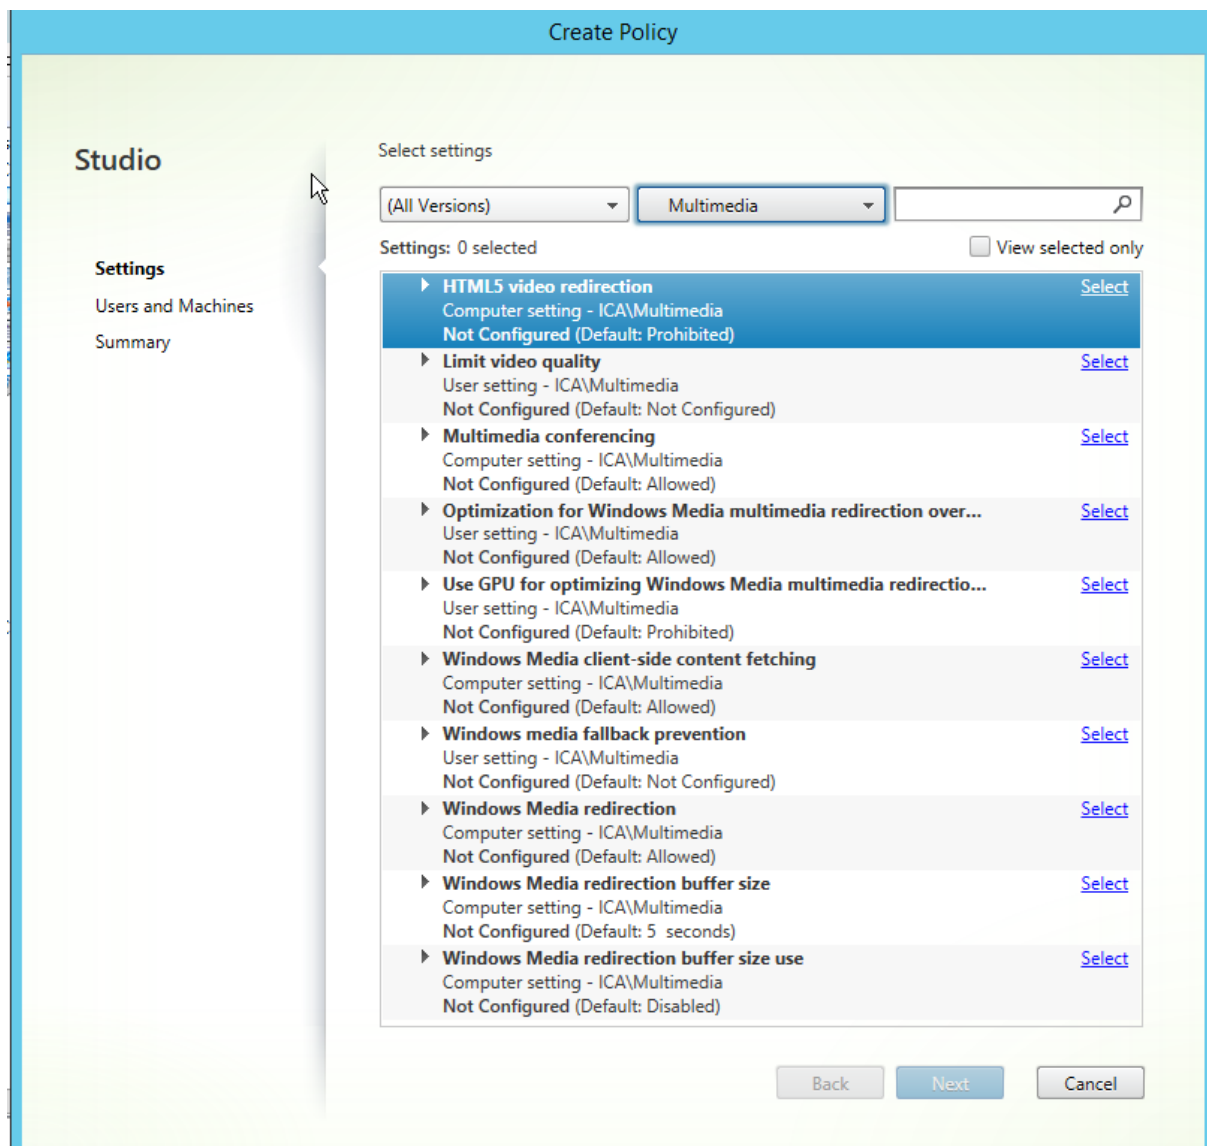 Create Policy
Studio
Settings
Users and Machines
Summary
Select settings
(All Versions)
Multimedia
Settings: 0 selected
View selected only
HTML5 video redirection
Select
Computer setting - ICA\Multimedia
Not Configured (Default: Prohibited)
Limit video quality
Select
User setting - ICA\Multimedia
Not Configured (Default: Not Configured)
Multimedia conferencing
Select
Computer setting - ICA\Multimedia
Not Configured (Default: Allowed)
Optimization for Windows Media multimedia redirection over...
Select
User setting - ICA\Multimedia
Not Configured (Default: Allowed)
Use GPU for optimizing Windows Media multimedia redirectio...
Select
User setting - ICA\Multimedia
Not Configured (Default: Prohibited)
Windows Media client-side content fetching
Select
Computer setting - ICA\Multimedia
Not Configured (Default: Allowed)
Windows media fallback prevention
Select
User setting - ICA\Multimedia
Not Configured (Default: Not Configured)
Windows Media redirection
Select
Computer setting - ICA\Multimedia
Not Configured (Default: Allowed)
Windows Media redirection buffer size
Select
Computer setting - ICA\Multimedia
Not Configured (Default: 5  seconds)
Windows Media redirection buffer size use
Select
Computer setting - ICA\Multimedia
Not Configured (Default: Disabled)
Back
Next
Cancel